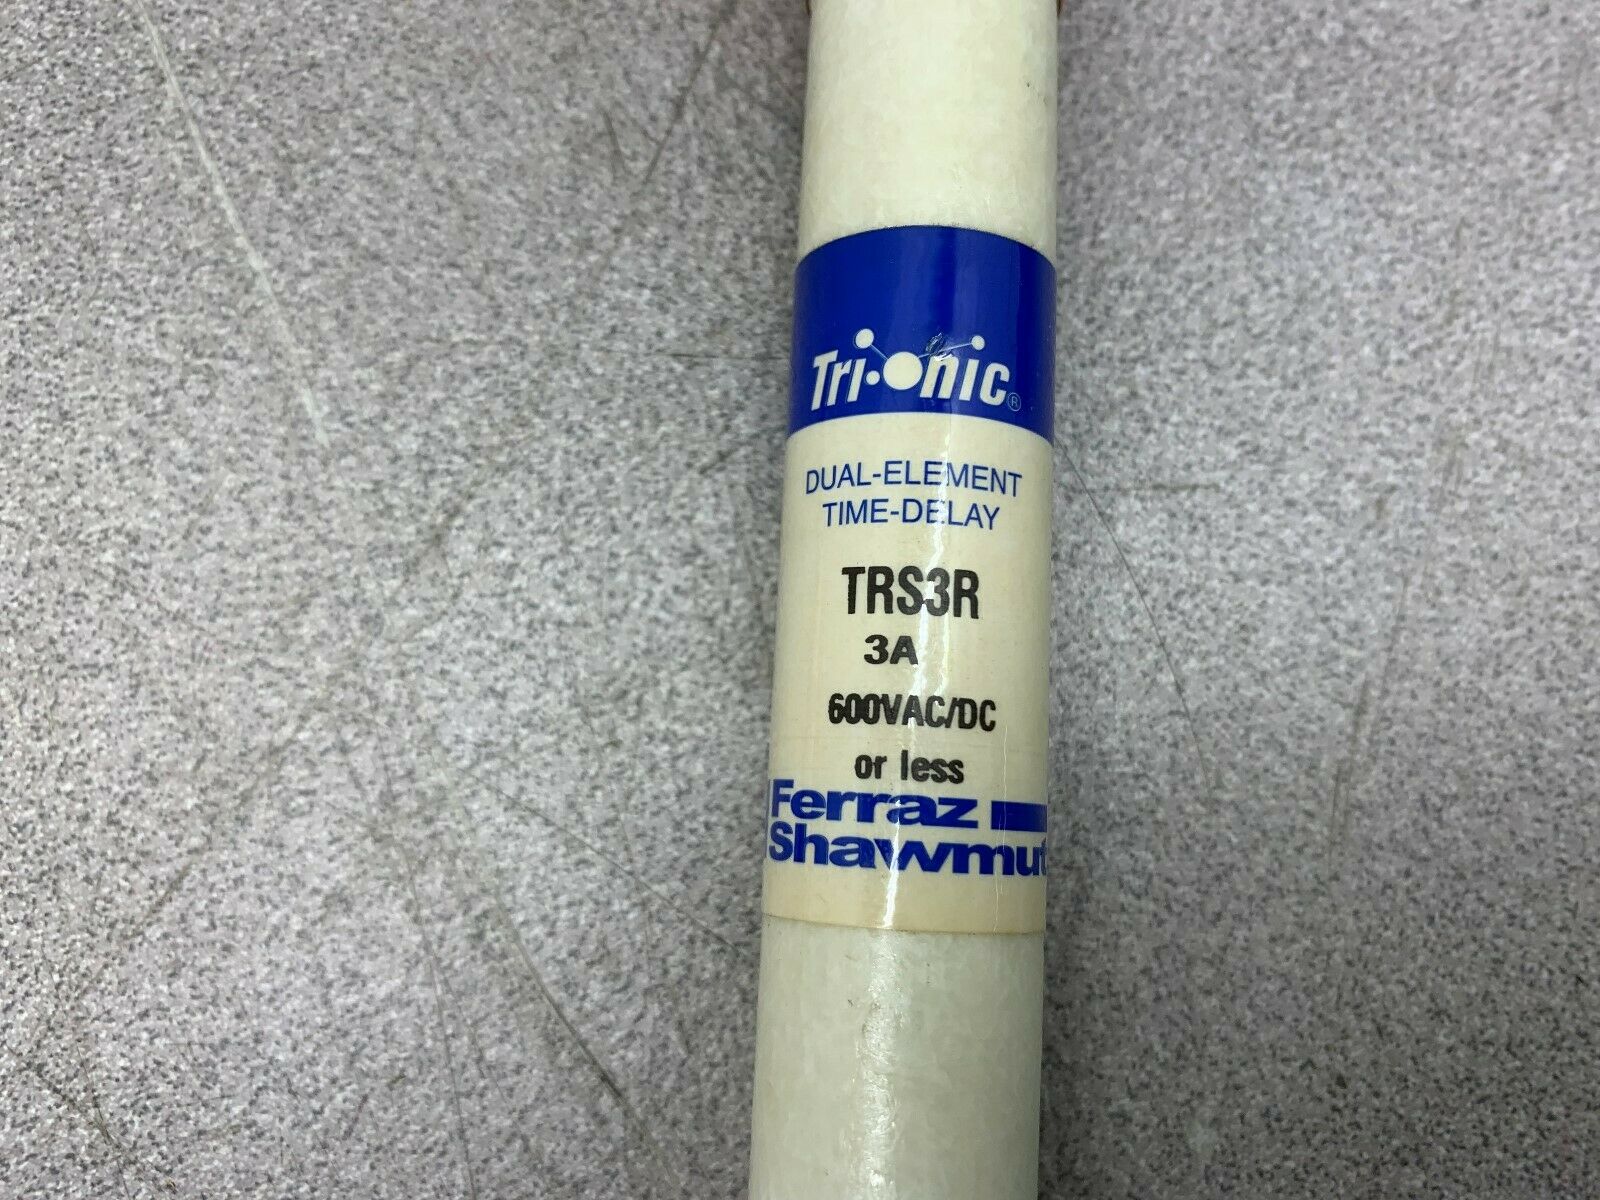 Tri-onic®
DUAL-ELEMENT
TIME-DELAY
TRS3R
3A
600VAC/DC
or less
Ferraz
Shawmut